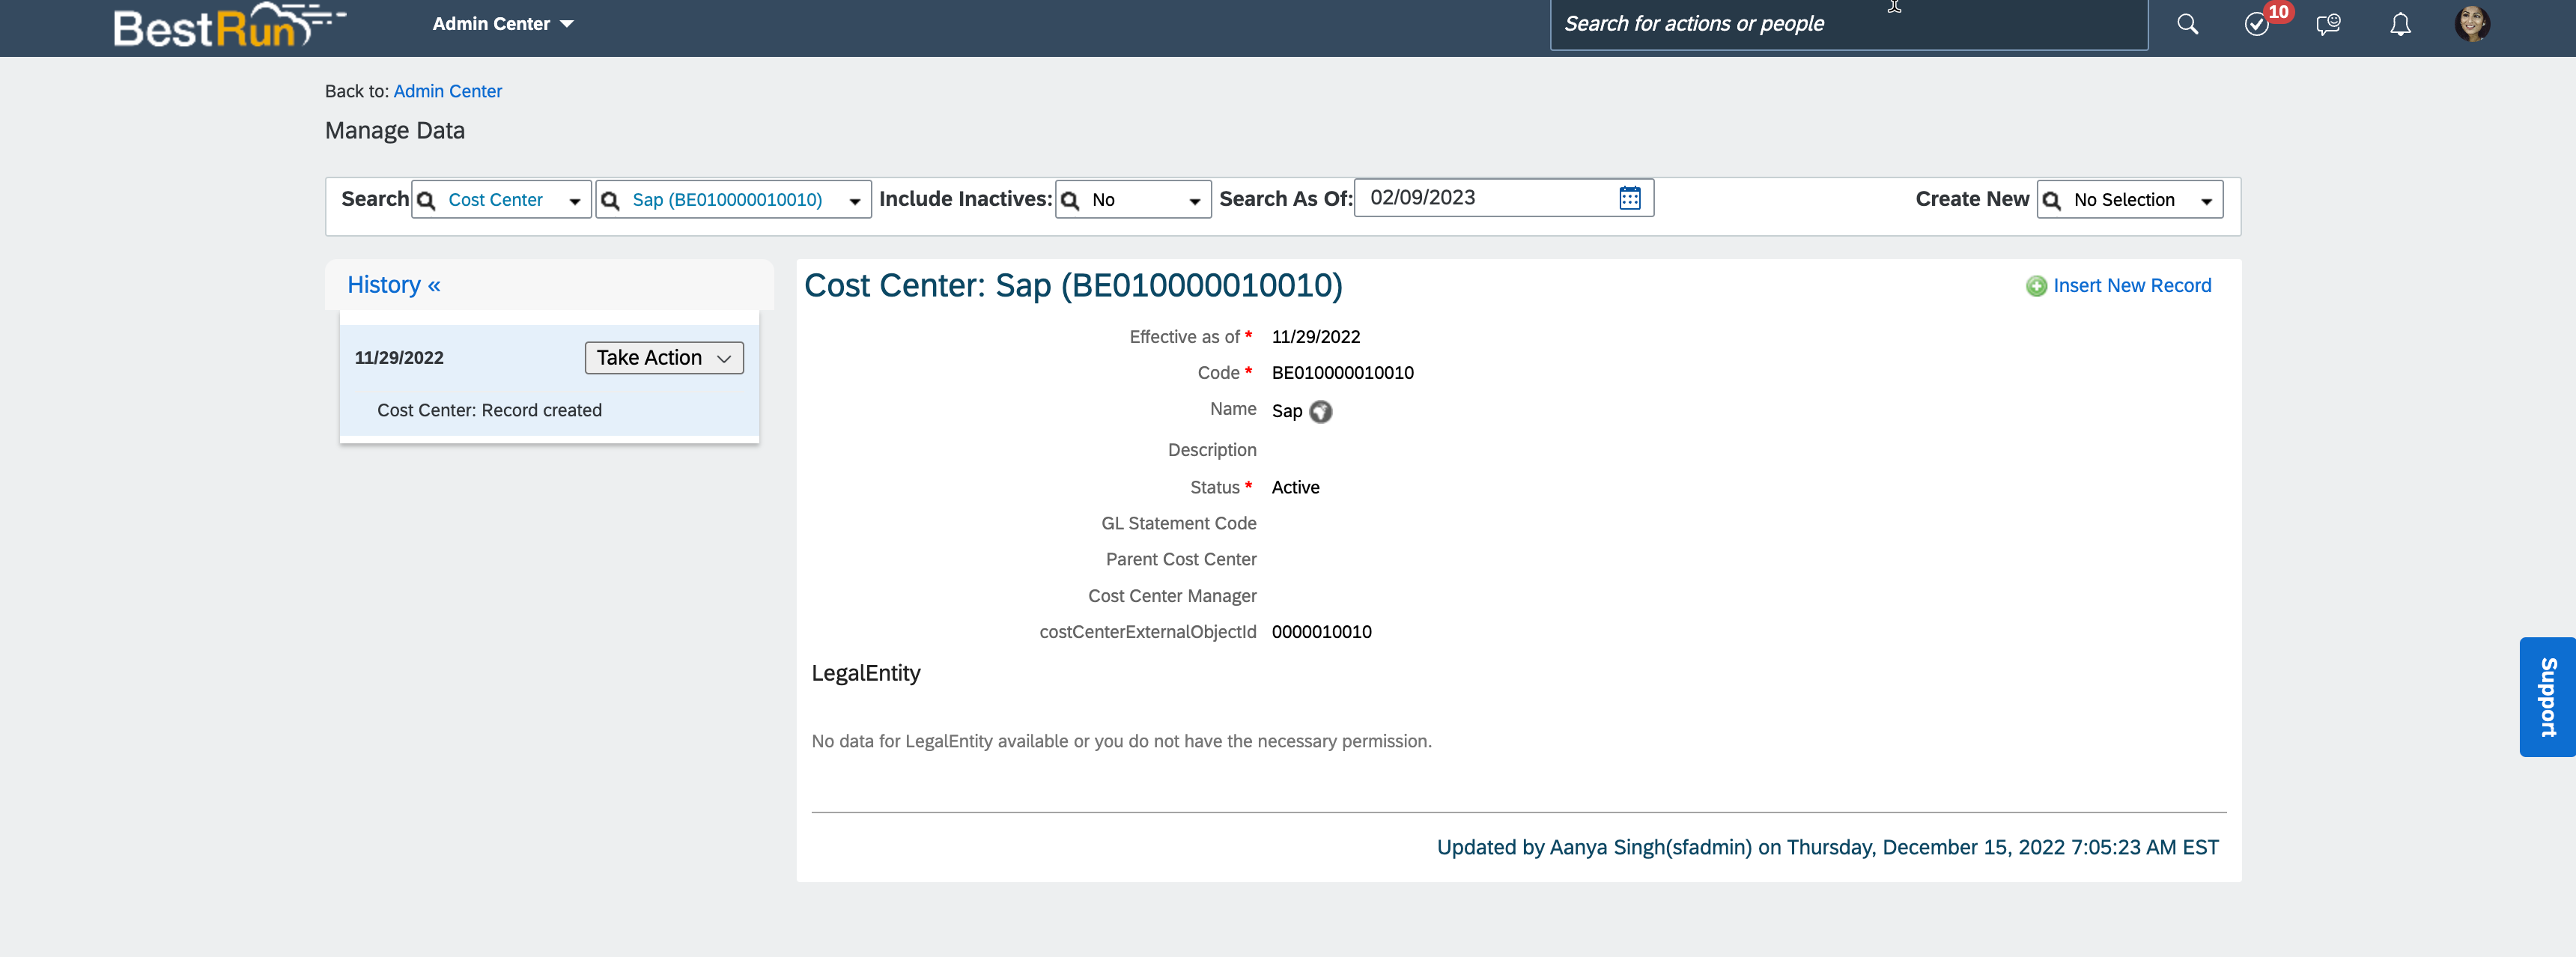 BestRun
Admin Center
Search for actions or people
10
Back to: Admin Center
Manage Data
Search Cost Center Sap (BE010000010010) Include Inactives: No Search As Of: 02/09/2023 Create New No Selection
History «
11/29/2022 Take Action
Cost Center: Record created
Cost Center: Sap (BE010000010010)
Insert New Record
Effective as of * 11/29/2022
Code * BE010000010010
Name Sap
Description
Status * Active
GL Statement Code
Parent Cost Center
Cost Center Manager
costCenterExternalObjectId 0000010010
LegalEntity
No data for LegalEntity available or you do not have the necessary permission.
Updated by Aanya Singh(sfadmin) on Thursday, December 15, 2022 7:05:23 AM EST
Support